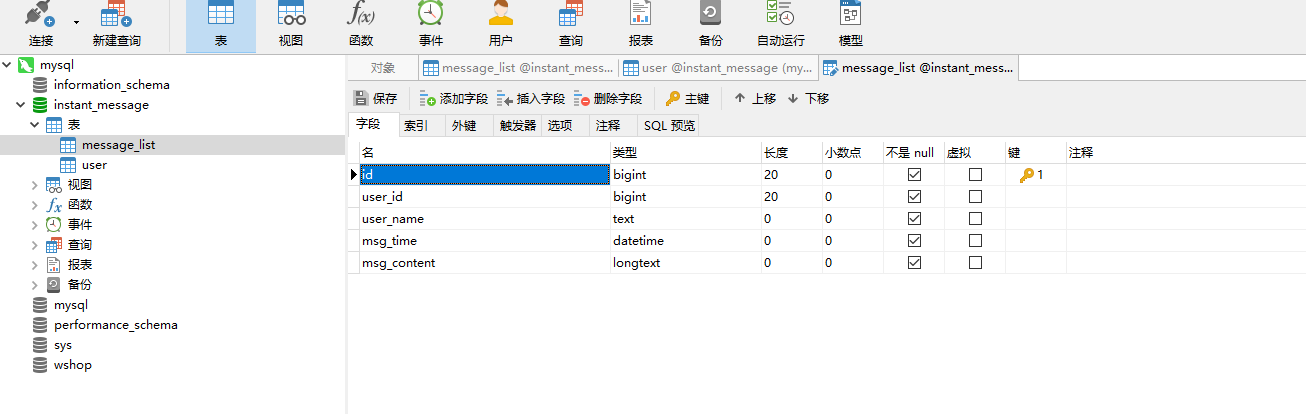 连接 新建查询 表 视图 函数 事件 用户 查询 报表 备份 自动运行 模型
mysql
information_schema
instant_message
表
message_list
user
视图
函数
事件
查询
报表
备份
mysql
performance_schema
sys
wshop
对象 message_list @instant_mess... user @instant_message (my... message_list @instant_mess...
保存 添加字段 插入字段 删除字段 主键 上移 下移
字段 索引 外键 触发器 选项 注释 SQL 预览
名 类型 长度 小数点 不是 null 虚拟 键 注释
id bigint 20 0 1
user_id bigint 20 0
user_name text 0 0
msg_time datetime 0 0
msg_content longtext 0 0